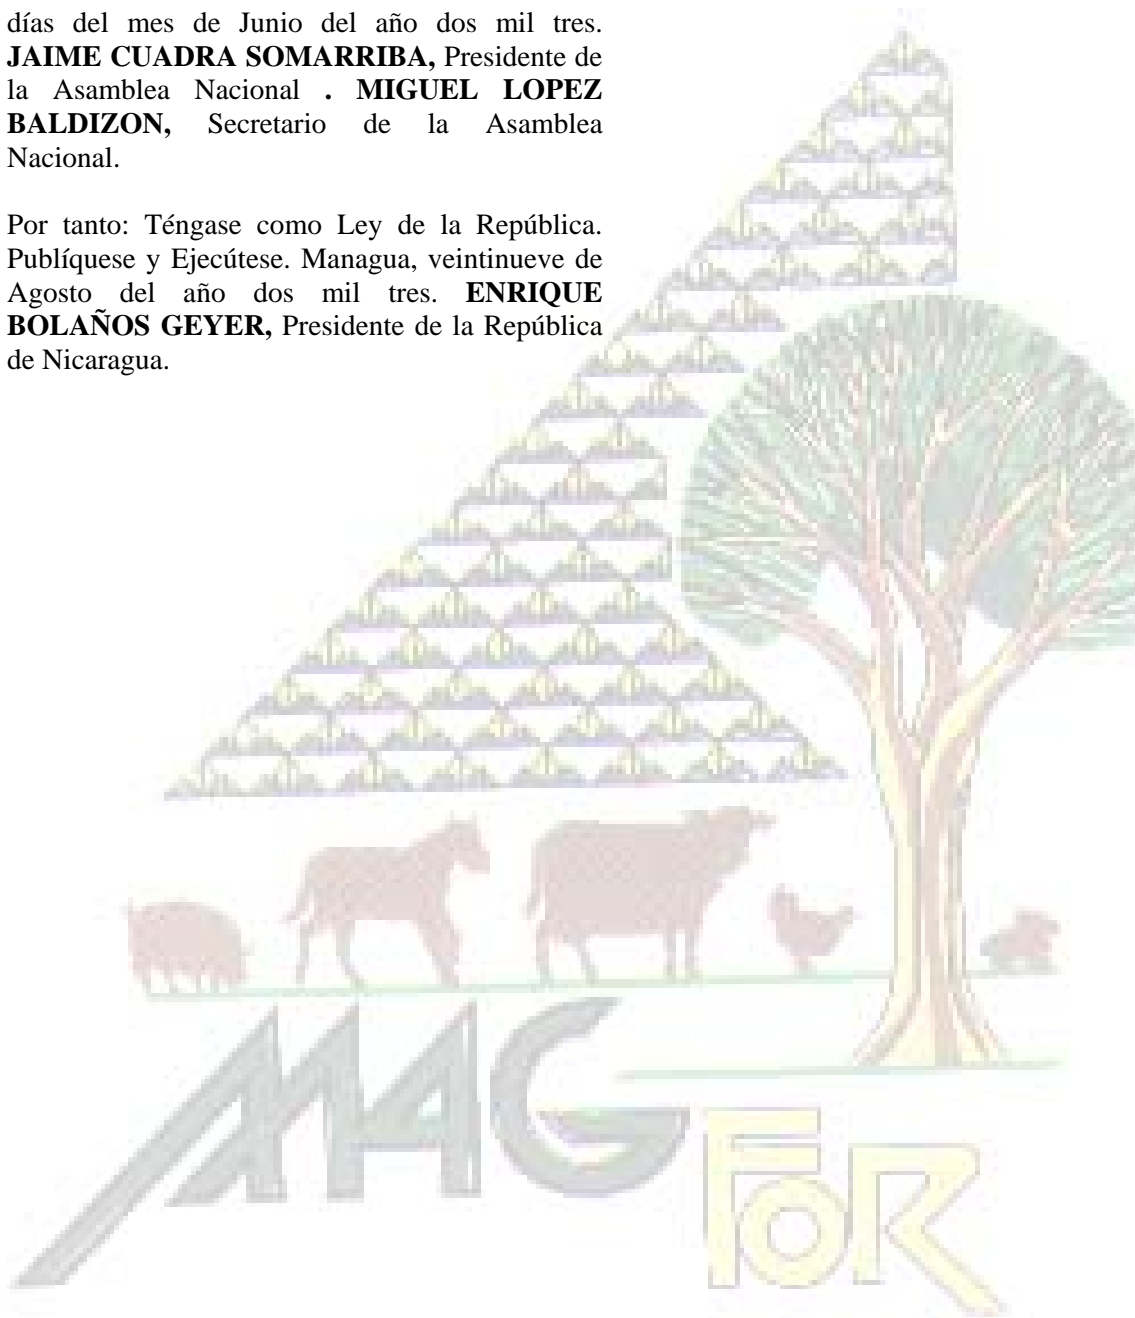 días del mes de Junio del año dos mil tres.
JAIME CUADRA SOMARRIBA, Presidente de
la Asamblea Nacional . MIGUEL LOPEZ
BALDIZON, Secretario de la Asamblea
Nacional.
Por tanto: Téngase como Ley de la República.
Publíquese y Ejecútese. Managua, veintinueve de
Agosto del año dos mil tres. ENRIQUE
BOLAÑOS GEYER, Presidente de la República
de Nicaragua.
MAG
FOR